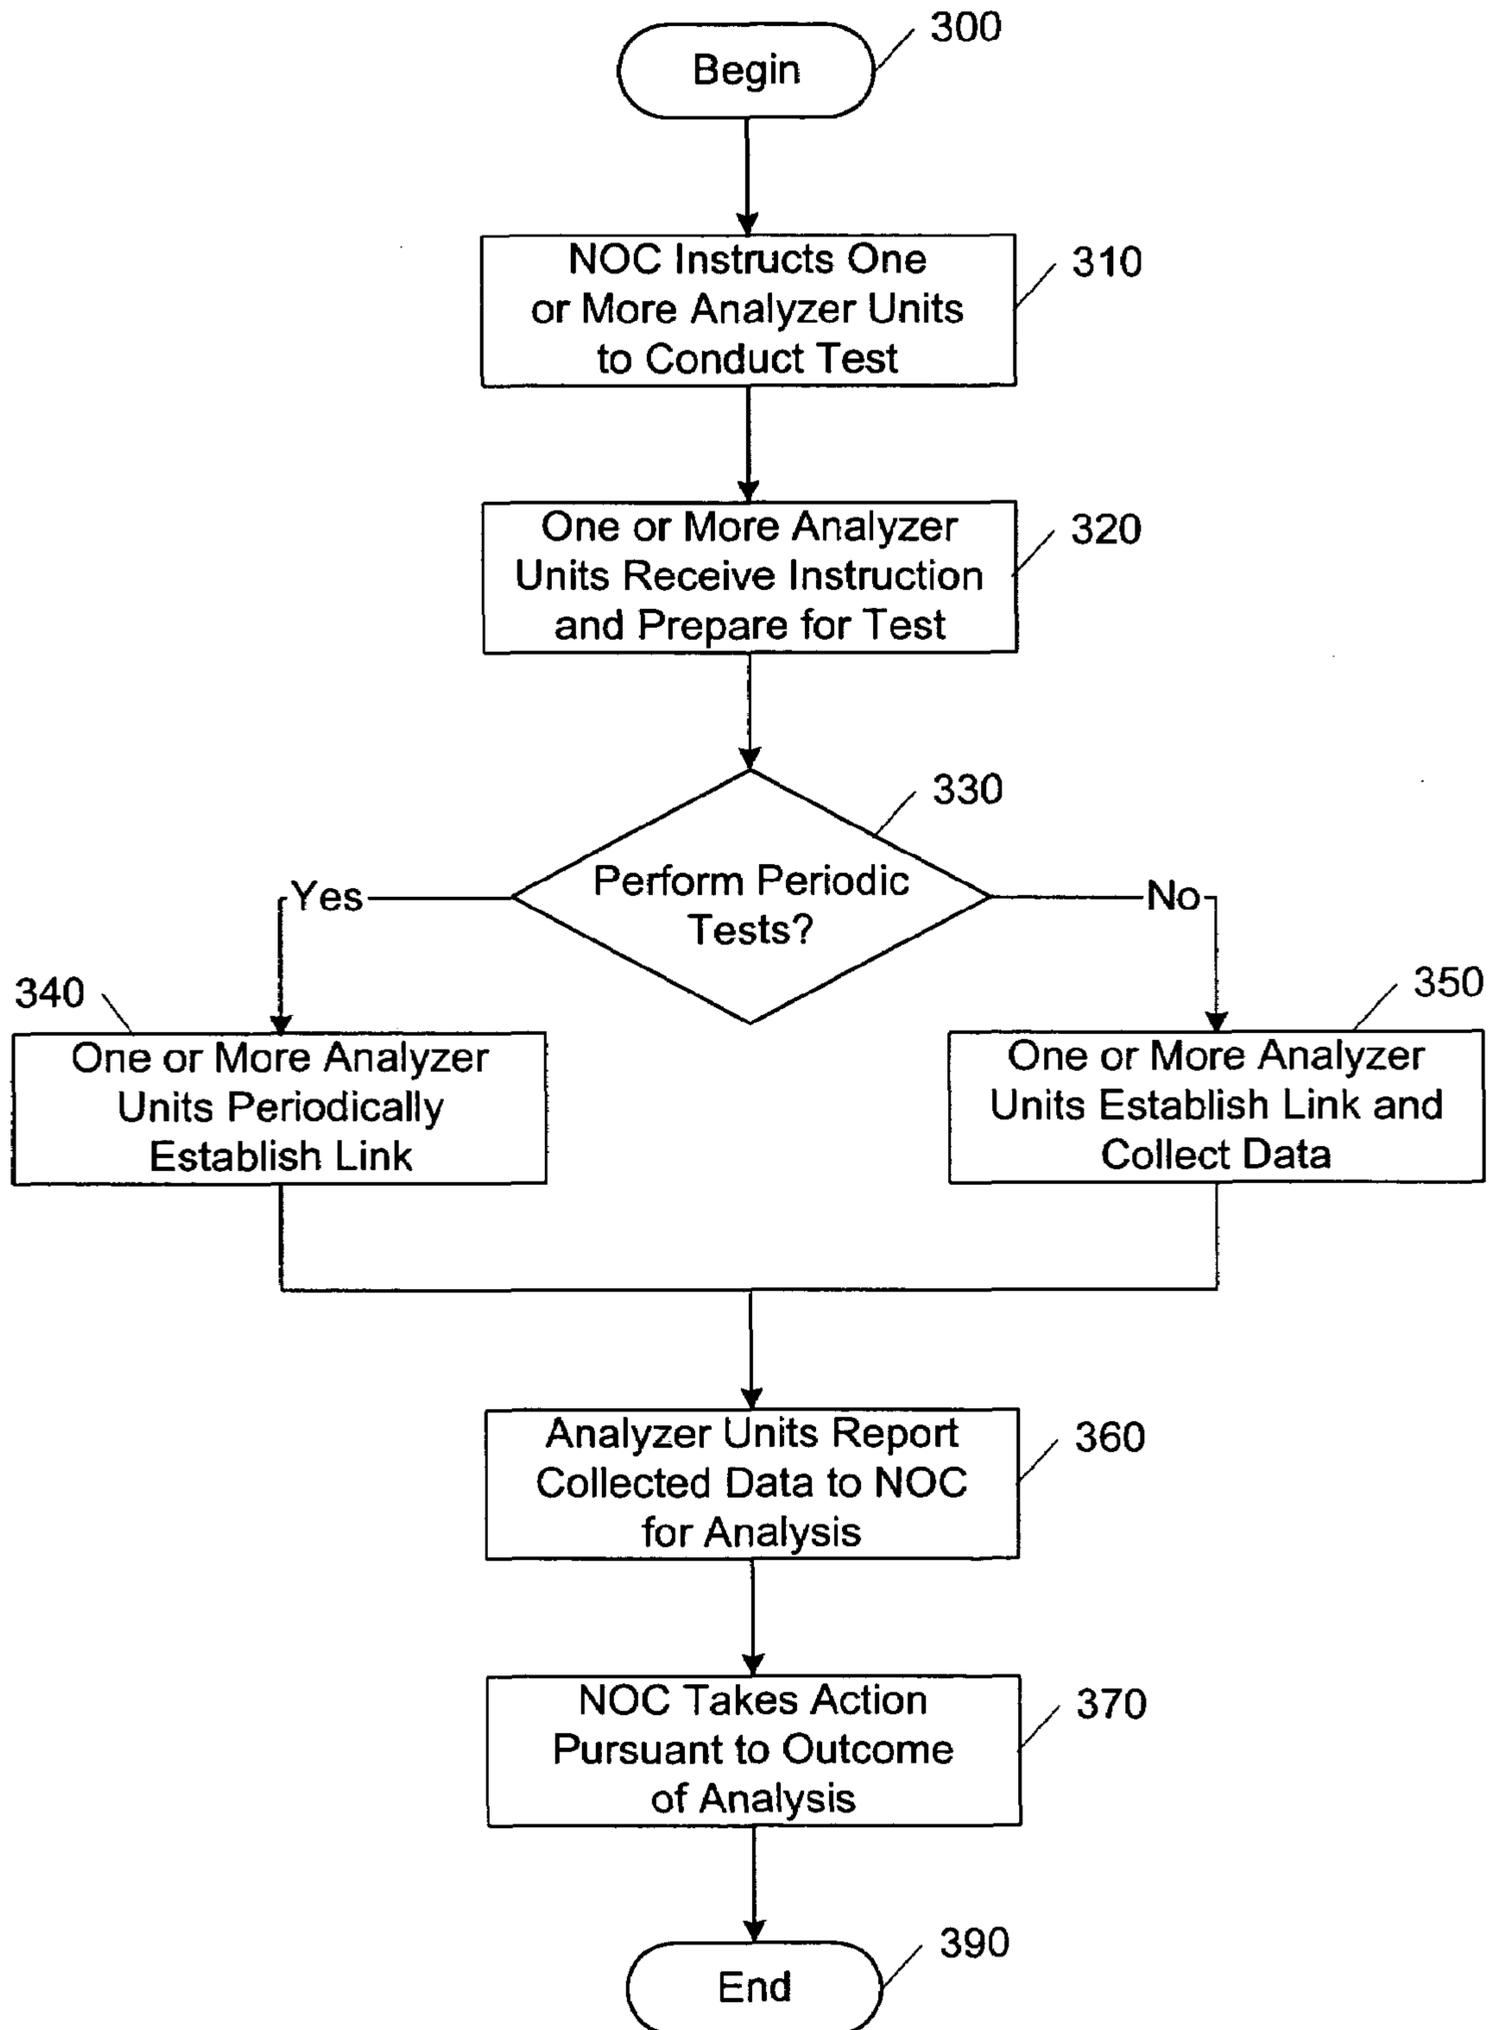 300
Begin
NOC Instructs One
or More Analyzer Units
to Conduct Test
310
One or More Analyzer
Units Receive Instruction
and Prepare for Test
320
330
Perform Periodic
Tests?
Yes
No
340
One or More Analyzer
Units Periodically
Establish Link
350
One or More Analyzer
Units Establish Link and
Collect Data
Analyzer Units Report
Collected Data to NOC
for Analysis
360
NOC Takes Action
Pursuant to Outcome
of Analysis
370
390
End